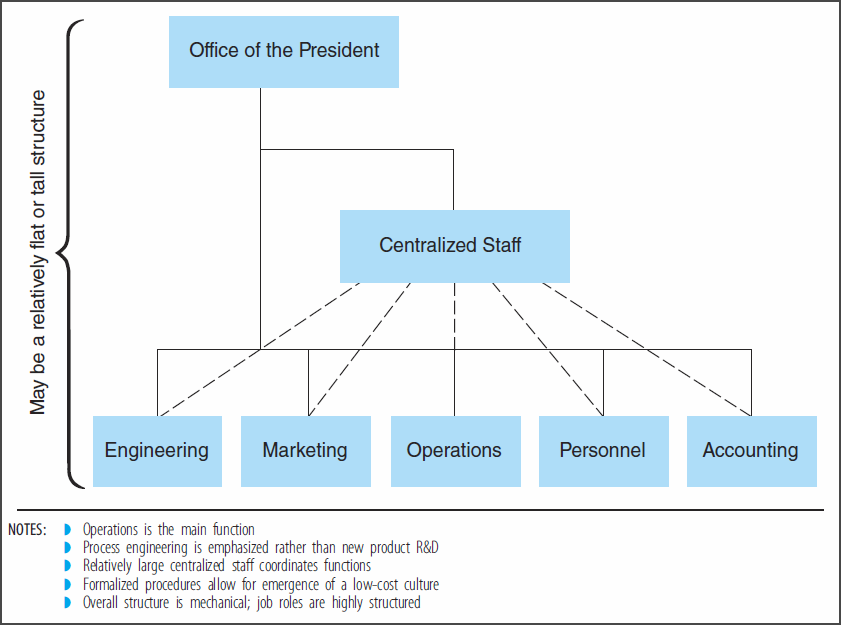 Office of the President
May be a relatively flat or tall structure
Centralized Staff
Engineering
Marketing
Operations
Personnel
Accounting
NOTES:
Operations is the main function
Process engineering is emphasized rather than new product R&D
Relatively large centralized staff coordinates functions
Formalized procedures allow for emergence of a low-cost culture
Overall structure is mechanical; job roles are highly structured